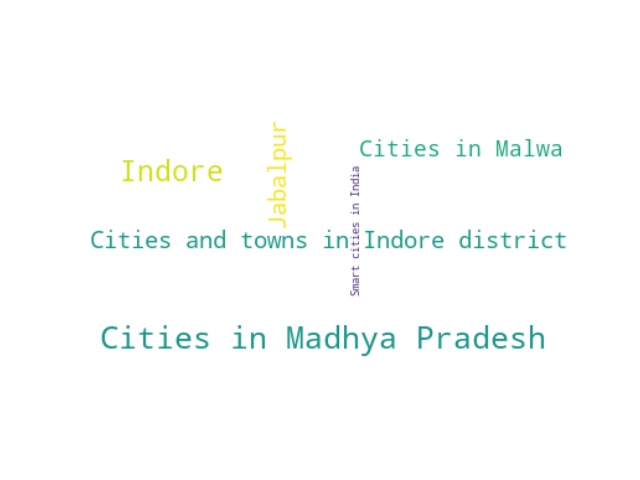 Cities in Malwa
Indore
Jabalpur
Smart cities in India
Cities and towns in Indore district
Cities in Madhya Pradesh